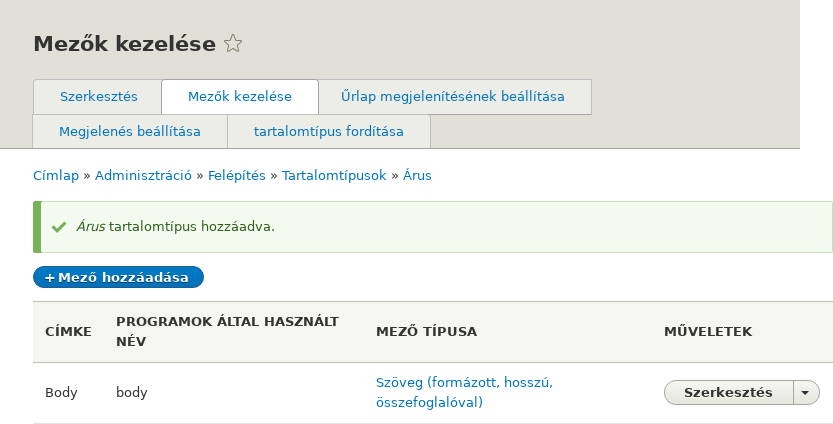 Mezők kezelése
Szerkesztés Mezők kezelése Űrlap megjelenítésének beállítása
Megjelenés beállítása tartalomtípus fordítása
Címlap » Adminisztráció » Felépítés » Tartalomtípusok » Árus
Árus tartalomtípus hozzáadva.
+ Mező hozzáadása
CÍMKE PROGRAMOK ÁLTAL HASZNÁLT NÉV MEZŐ TÍPUSA MŰVELETEK
Body body Szöveg (formázott, hosszú, összefoglalóval) Szerkesztés